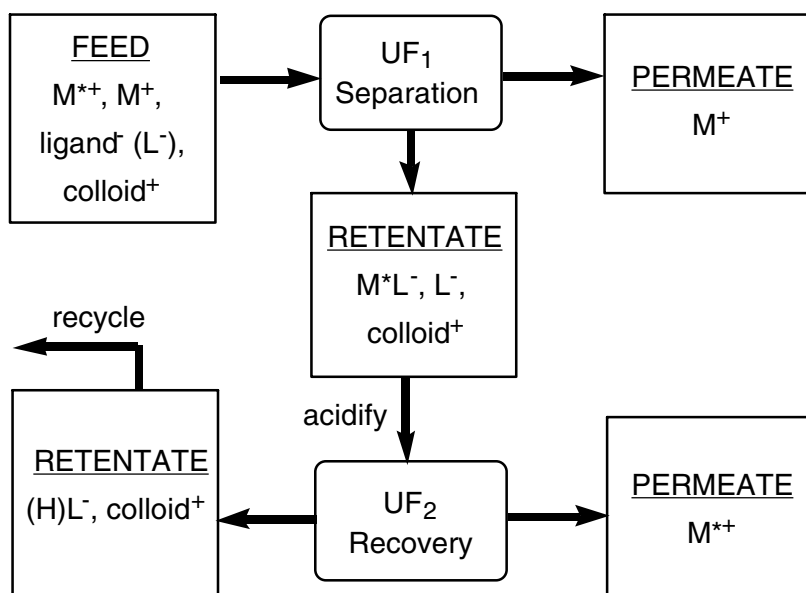 FEED
M*+, M+,
ligand- (L-),
colloid+
UF1
Separation
PERMEATE
M+
RETENTATE
M*L-, L-,
colloid+
recycle
acidify
RETENTATE
(H)L-, colloid+
UF2
Recovery
PERMEATE
M*+